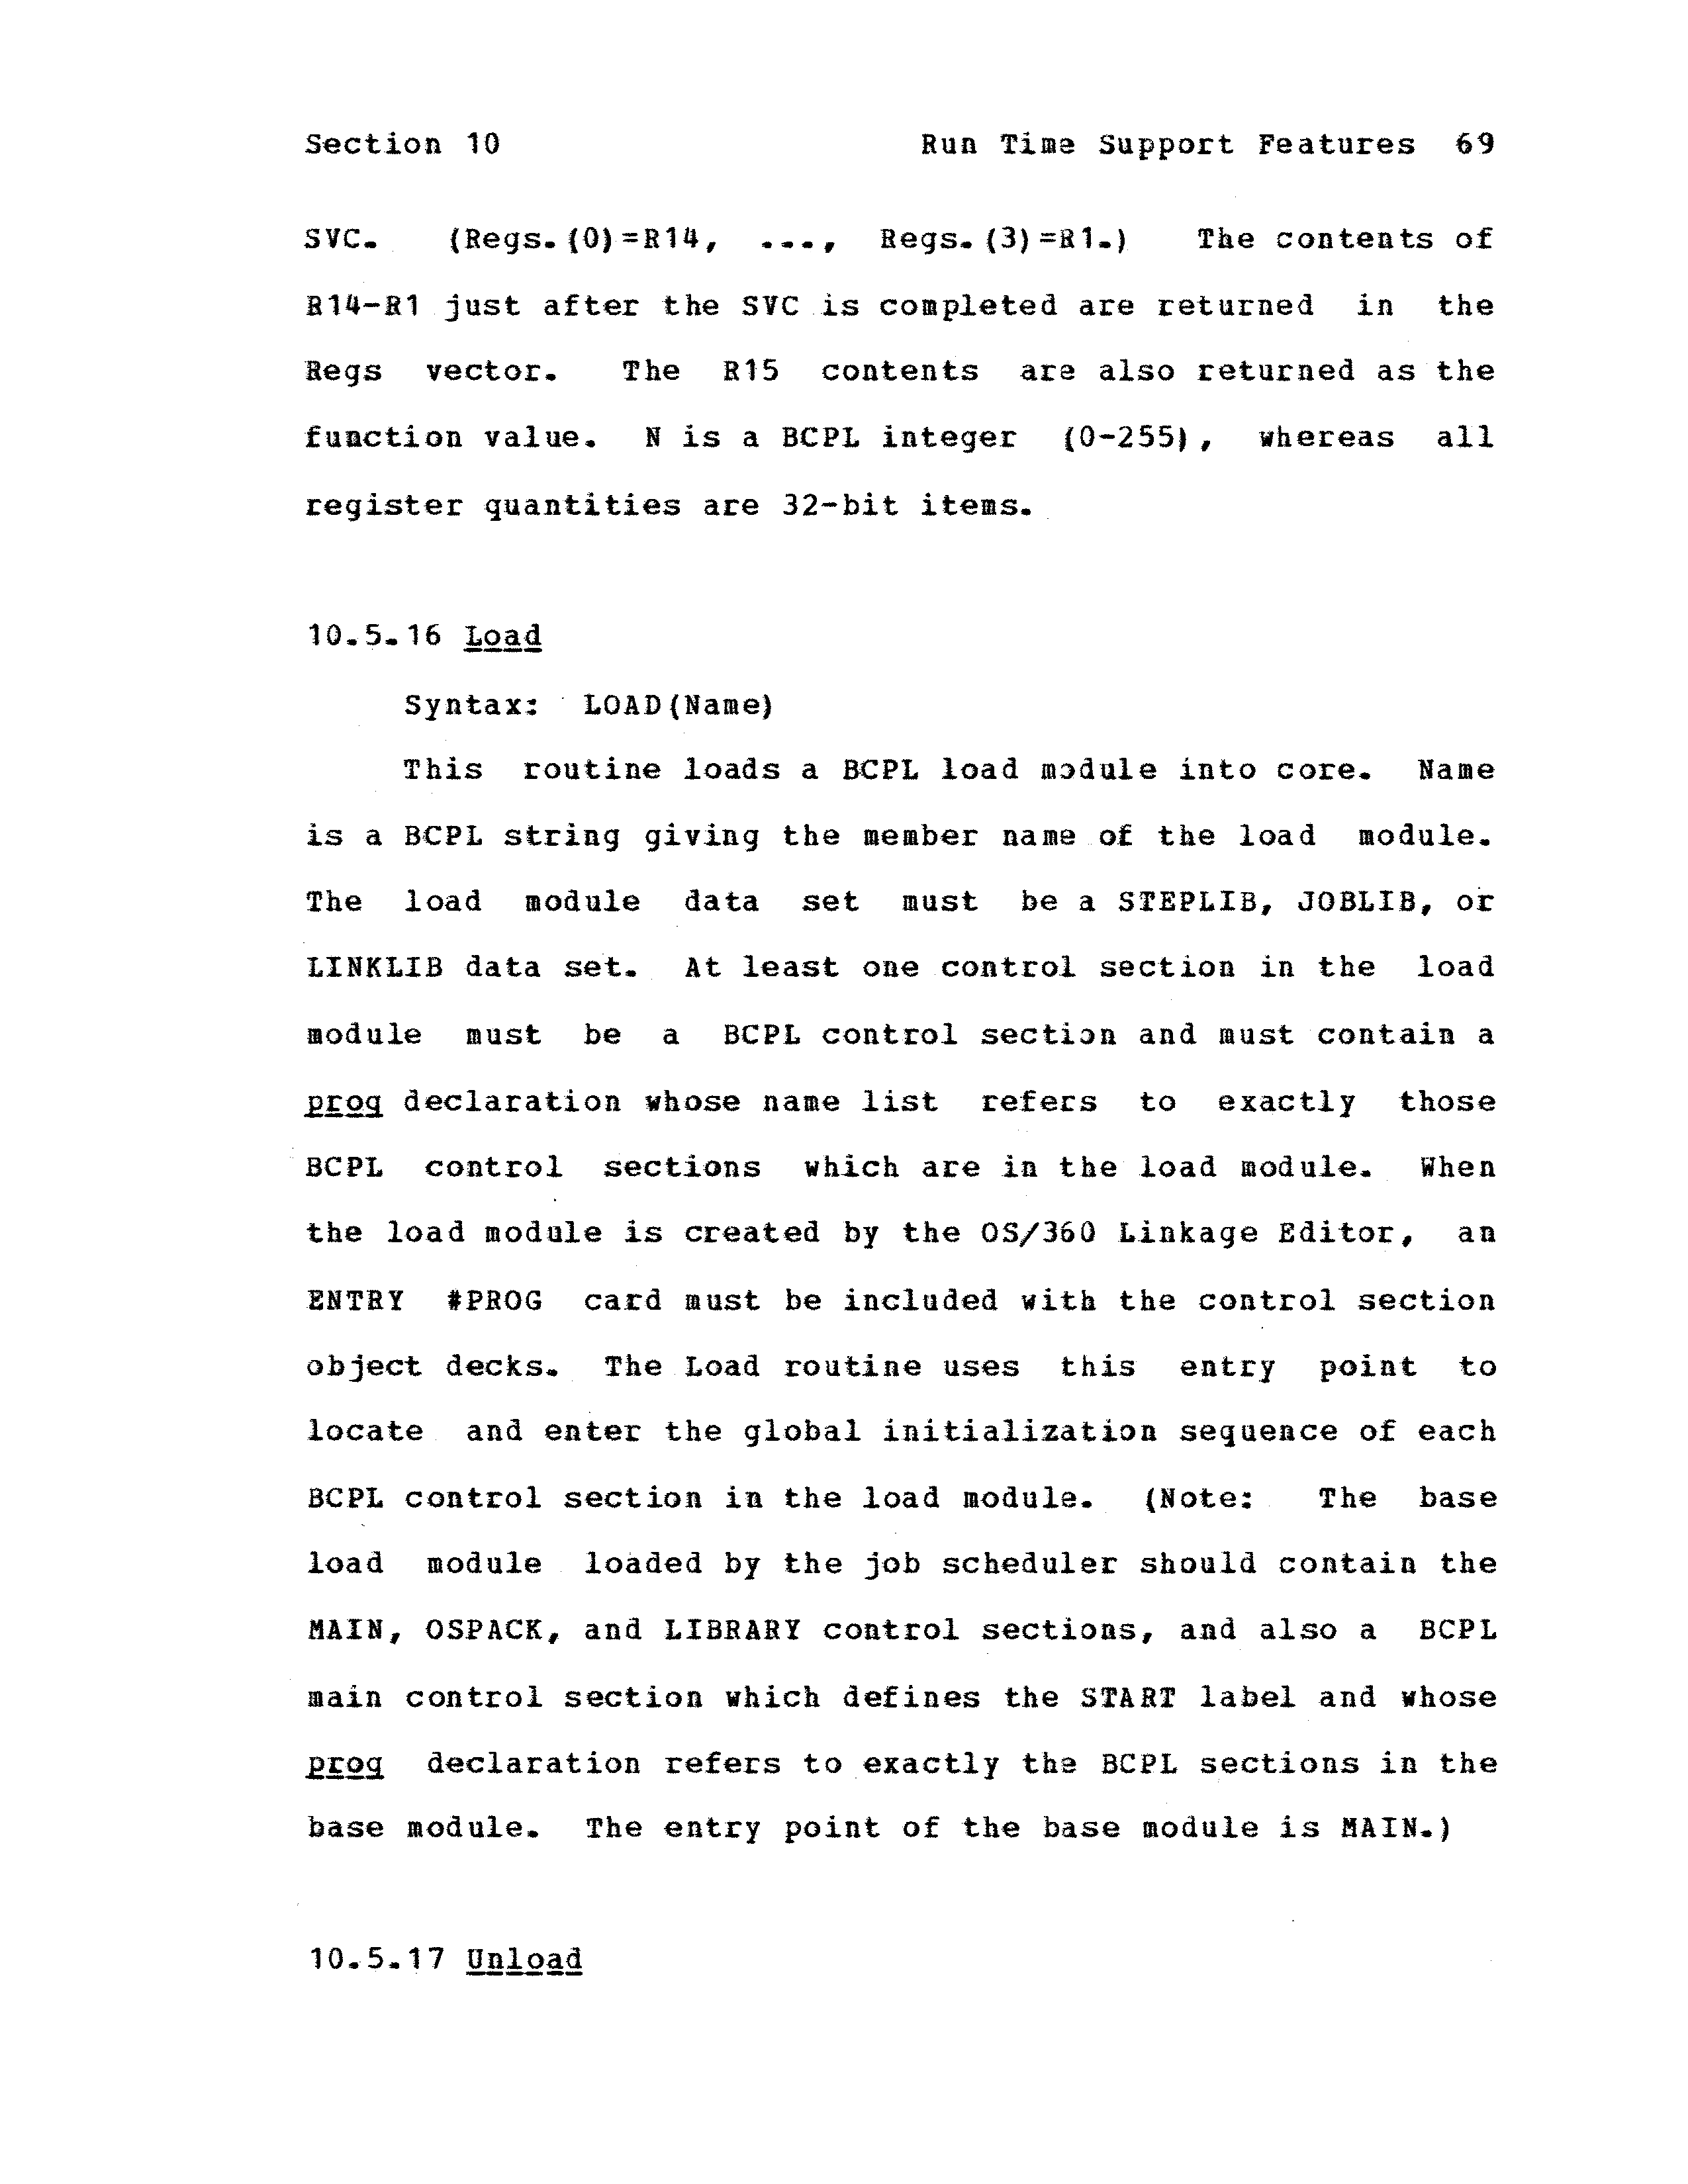 Section 10 Run Time Support Features 69
SVC. (Regs.(0)=R14, ..., Regs.(3)=R1.) The contents of
R14-R1 just after the SVC is completed are returned in the
Regs vector. The R15 contents are also returned as the
function value. N is a BCPL integer (0-255), whereas all
register quantities are 32-bit items.
10.5.16 Load
Syntax: LOAD(Name)
This routine loads a BCPL load module into core. Name
is a BCPL string giving the member name of the load module.
The load module data set must be a STEPLIB, JOBLIB, or
LINKLIB data set. At least one control section in the load
module must be a BCPL control section and must contain a
prog declaration whose name list refers to exactly those
BCPL control sections which are in the load module. When
the load module is created by the OS/360 Linkage Editor, an
ENTRY #PROG card must be included with the control section
object decks. The Load routine uses this entry point to
locate and enter the global initialization sequence of each
BCPL control section in the load module. (Note: The base
load module loaded by the job scheduler should contain the
MAIN, OSPACK, and LIBRARY control sections, and also a BCPL
main control section which defines the START label and whose
prog declaration refers to exactly the BCPL sections in the
base module. The entry point of the base module is MAIN.)
10.5.17 Unload